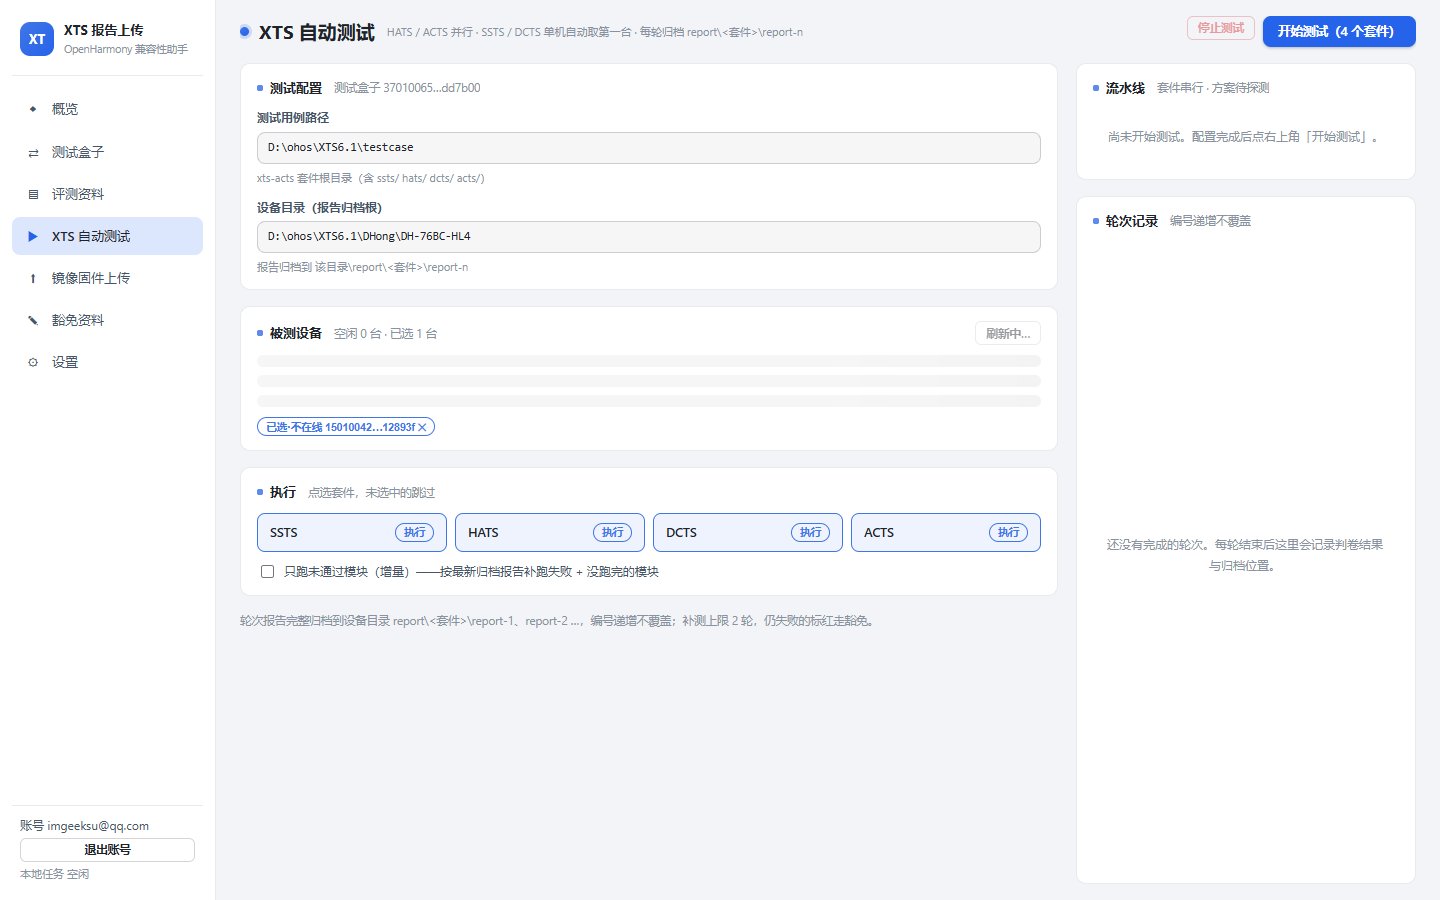 XT
XTS 报告上传
OpenHarmony 兼容性助手
概览
测试盒子
评测资料
XTS 自动测试
镜像固件上传
豁免资料
设置
账号 imgeeksu@qq.com
退出账号
本地任务 空闲
XTS 自动测试 HATS / ACTS 并行 · SSTS / DCTS 单机自动取第一台 · 每轮归档 report\<套件>\report-n
停止测试
开始测试（4 个套件）
测试配置 测试盒子 37010065…dd7b00
测试用例路径
D:\ohos\XTS6.1\testcase
xts-acts 套件根目录（含 ssts/ hats/ dcts/ acts/）
设备目录（报告归档根）
D:\ohos\XTS6.1\DHong\DH-76BC-HL4
报告归档到 该目录\report\<套件>\report-n
被测设备 空闲 0 台 · 已选 1 台
刷新中…
已选·不在线 15010042…12893f ×
执行 点选套件，未选中的跳过
SSTS 执行
HATS 执行
DCTS 执行
ACTS 执行
只跑未通过模块（增量）——按最新归档报告补跑失败 + 没跑完的模块
轮次报告完整归档到设备目录 report\<套件>\report-1、report-2 …，编号递增不覆盖；补测上限 2 轮，仍失败的标红走豁免。
流水线 套件串行 · 方案待探测
尚未开始测试。配置完成后点右上角「开始测试」。
轮次记录 编号递增不覆盖
还没有完成的轮次。每轮结束后这里会记录判卷结果
与归档位置。